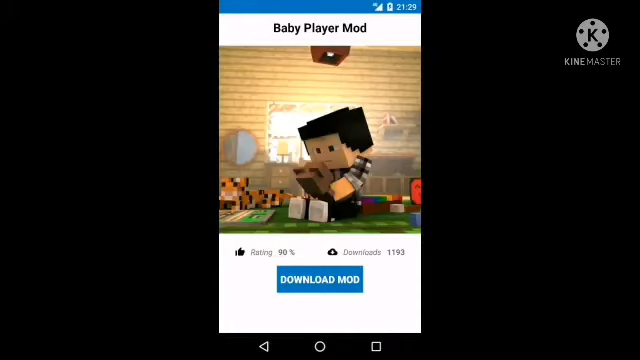 21:29
Baby Player Mod
K
KINEMASTER
Rating 90 % Downloads 1193
DOWNLOAD MOD